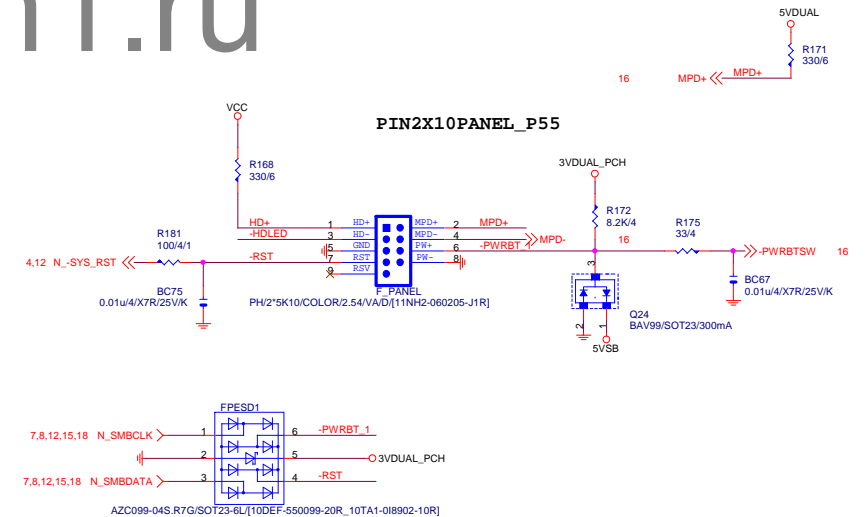 n1.ru
5VDUAL
R171
330/6
16 MPD+ MPD+
VCC
PIN2X10PANEL_P55
R168
330/6
3VDUAL_PCH
R172
8.2K/4
R175
33/4
HD+ 1 HD+ MPD+ 2 MPD+
-HDLED 3 HD- MPD- 4 MPD- 16
5 GND PW+ 6 -PWRBT_1 -PWRBTSW 16
R181
100/4/1
4,12 N_-SYS_RST -RST 7 RST PW- 8
9 RSV
F_PANEL
PH/2*5K10/COLOR/2.54/VA/D/[11NH2-060205-J1R]
BC75
0.01u/4/X7R/25V/K
3
2 1
5VSB
Q24
BAV99/SOT23/300mA
BC67
0.01u/4/X7R/25V/K
FPESD1
7,8,12,15,18 N_SMBCLK 1 6 -PWRBT_1
2 5 3VDUAL_PCH
7,8,12,15,18 N_SMBDATA 3 4 -RST
AZC099-04S.R7G/SOT23-6L/[10DEF-550099-20R_10TA1-0I8902-10R]